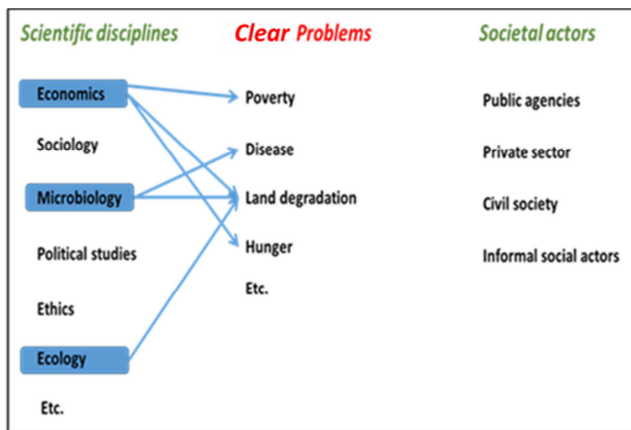 Scientific disciplines
Clear Problems
Societal actors
Economics
Poverty
Public agencies
Sociology
Disease
Private sector
Microbiology
Land degradation
Civil society
Political studies
Hunger
Informal social actors
Etc.
Ethics
Ecology
Etc.